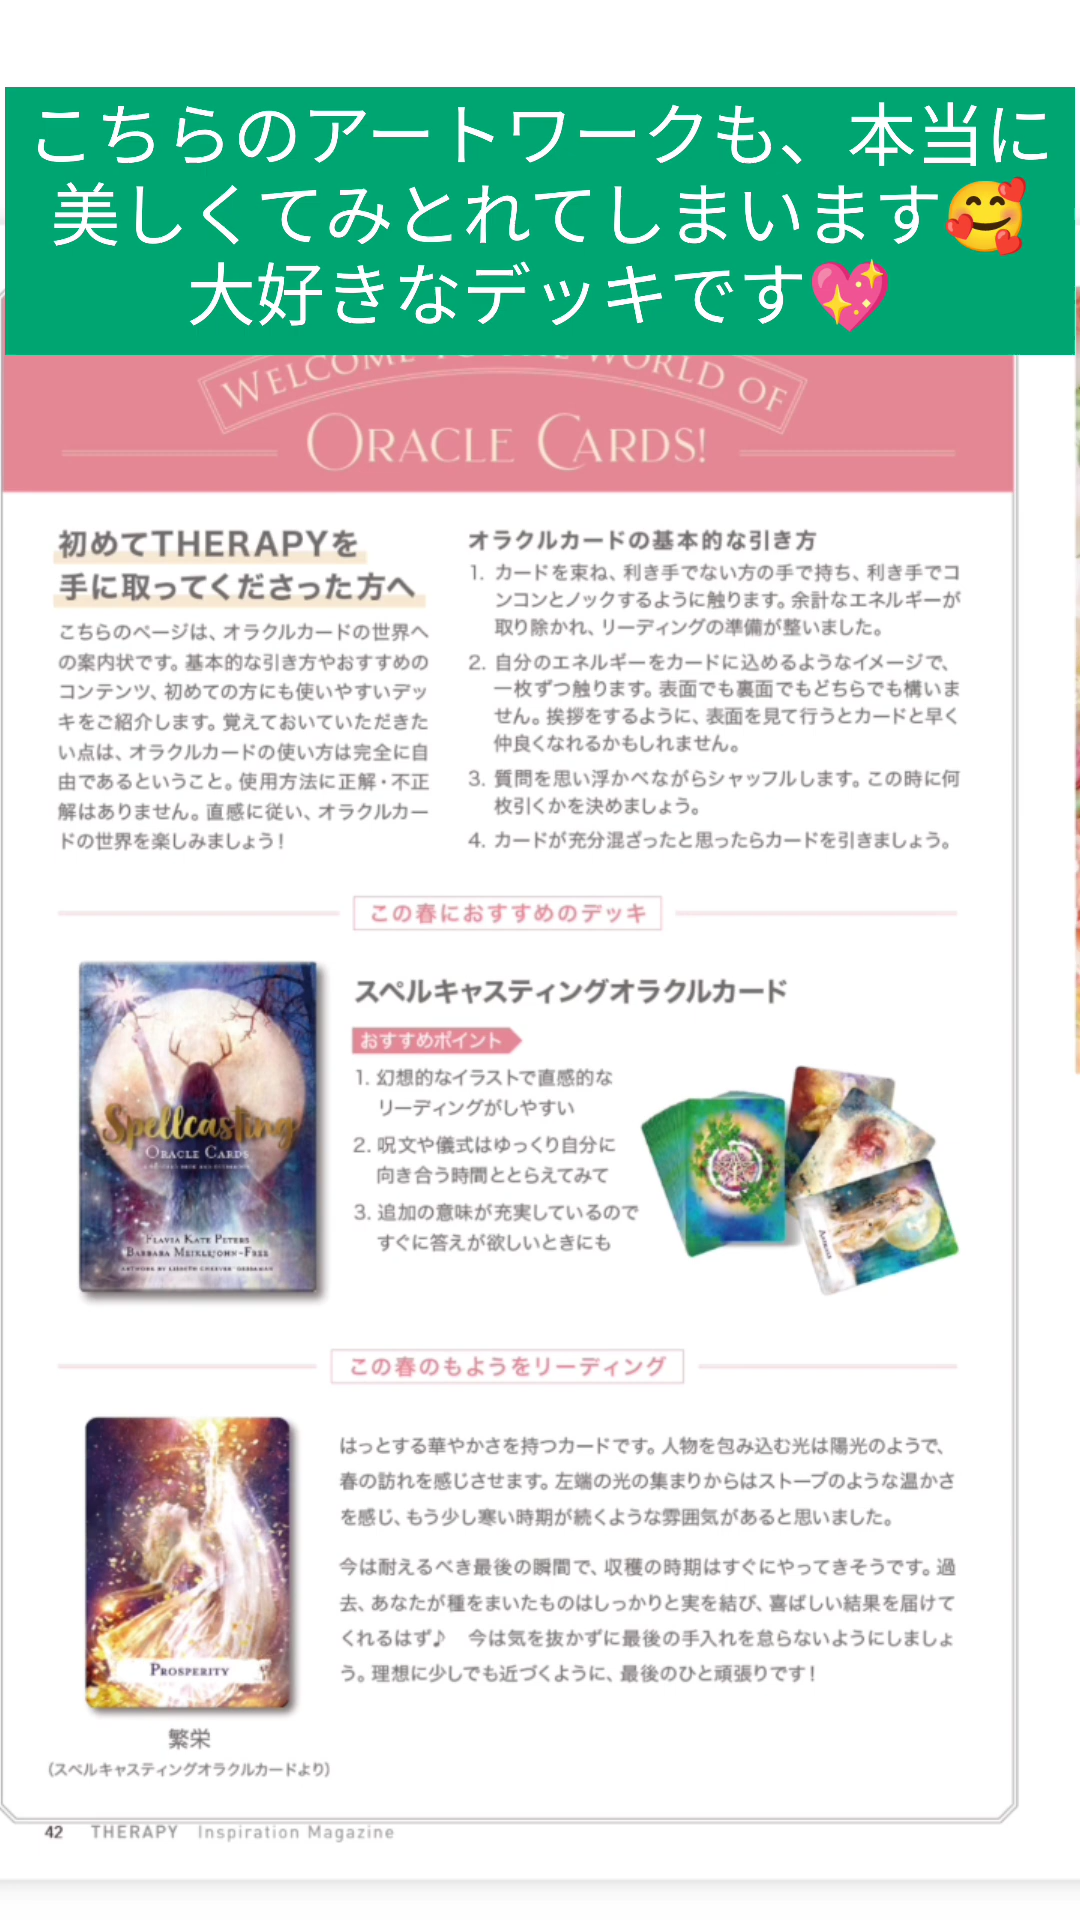 こちらのアートワークも、本当に
美しくてみとれてしまいます🥰
大好きなデッキです💖
WELCOME TO THE WORLD OF
ORACLE CARDS!
初めてTHERAPYを
手に取ってくださった方へ
こちらのページは、オラクルカードの世界へ
の案内状です。基本的な引き方やおすすめの
コンテンツ、初めての方にも使いやすいデッ
キをご紹介します。覚えておいていただきた
い点は、オラクルカードの使い方は完全に自
由であるということ。使用方法に正解・不正
解はありません。直感に従い、オラクルカー
ドの世界を楽しみましょう!
オラクルカードの基本的な引き方
1. カードを束ね、利き手でない方の手で持ち、利き手でコ
ンコンとノックするように触ります。余計なエネルギーが
取り除かれ、リーディングの準備が整いました。
2. 自分のエネルギーをカードに込めるようなイメージで、
一枚ずつ触ります。表面でも裏面でもどちらでも構いま
せん。挨拶をするように、表面を見て行うとカードと早く
仲良くなれるかもしれません。
3. 質問を思い浮かべながらシャッフルします。この時に何
枚引くかを決めましょう。
4. カードが充分混ざったと思ったらカードを引きましょう。
この春におすすめのデッキ
Spellcasting
ORACLE CARDS
FLAVIA KATE PETERS
BARBARA MEIKLEJOHN-FREE
スペルキャスティングオラクルカード
おすすめポイント
1. 幻想的なイラストで直感的な
リーディングがしやすい
2. 呪文や儀式はゆっくり自分に
向き合う時間ととらえてみて
3. 追加の意味が充実しているので
すぐに答えが欲しいときにも
この春のもようをリーディング
PROSPERITY
繁栄
(スペルキャスティングオラクルカードより)
はっとする華やかさを持つカードです。人物を包み込む光は陽光のようで、
春の訪れを感じさせます。左端の光の集まりからはストーブのような温かさ
を感じ、もう少し寒い時期が続くような雰囲気があると思いました。
今は耐えるべき最後の瞬間で、収穫の時期はすぐにやってきそうです。過
去、あなたが種をまいたものはしっかりと実を結び、喜ばしい結果を届けて
くれるはず♪ 今は気を抜かずに最後の手入れを怠らないようにしましょ
う。理想に少しでも近づくように、最後のひと頑張りです!
42 THERAPY Inspiration Magazine